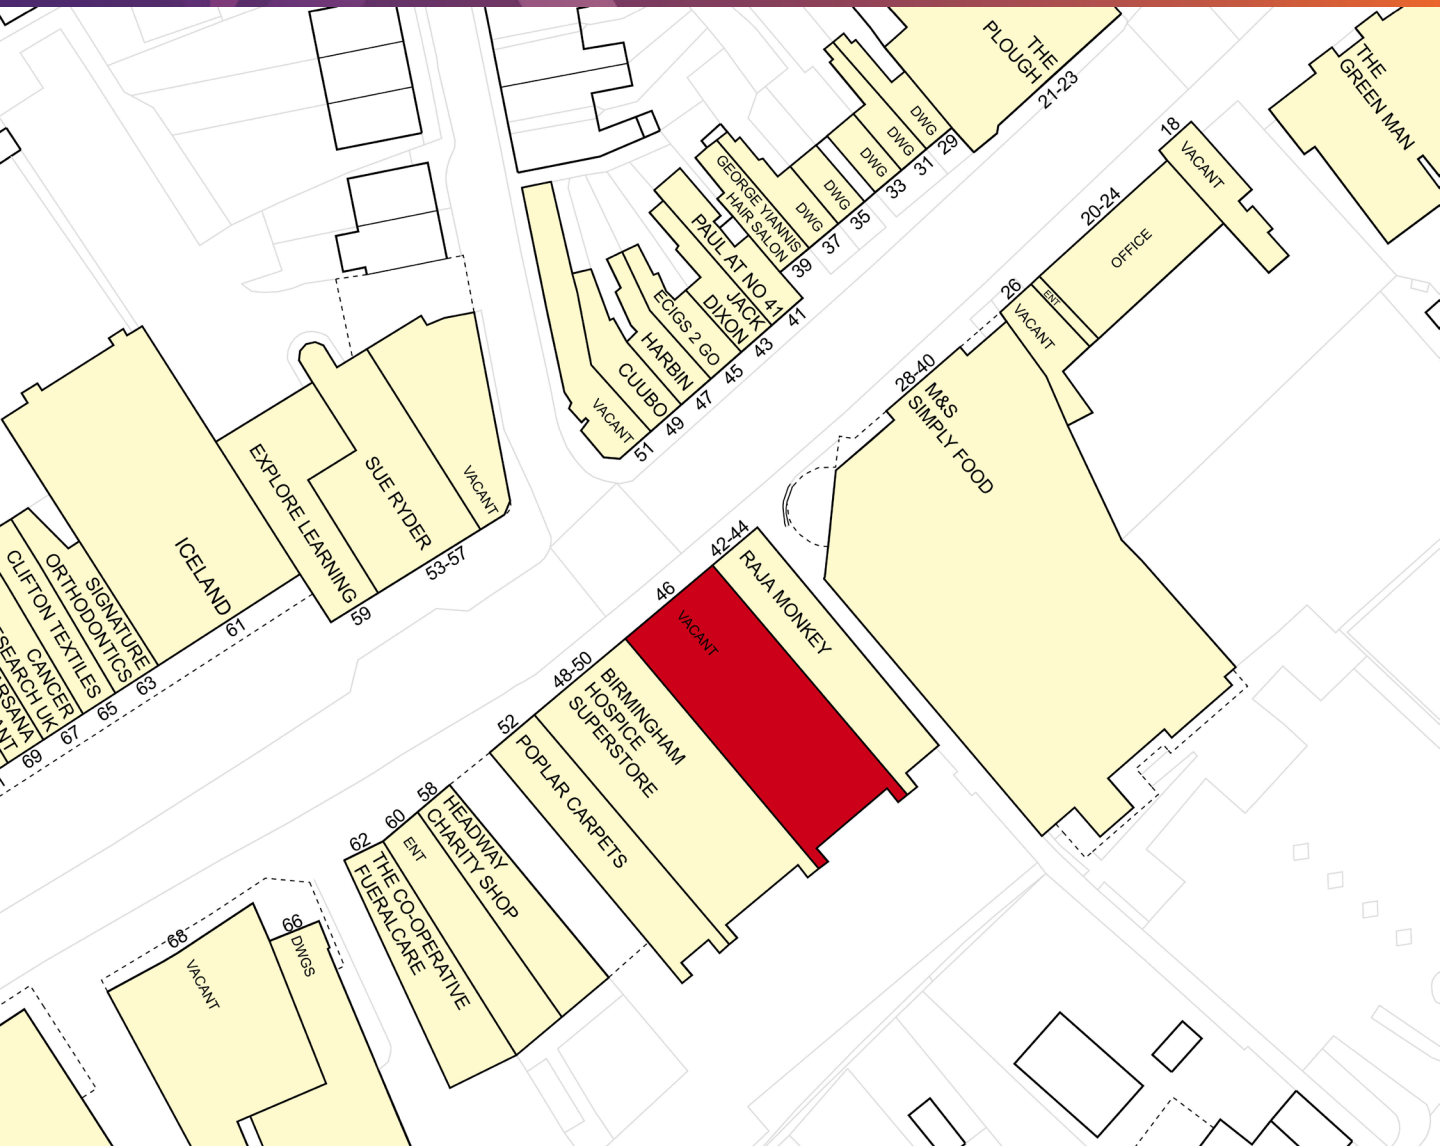 THE
PLOUGH
21-23
THE
GREEN MAN
18
VACANT
20-24
OFFICE
26
ENT
VACANT
28-40
M&S
SIMPLY FOOD
DWG
29
DWG
31
DWG
33
DWG
35
DWG
37
GEORGE YIANNIS
HAIR SALON
39
PAUL AT NO 41
41
JACK
DIXON
43
ECIGS 2 GO
45
HARBIN
47
CUUBO
49
VACANT
51
VACANT
SUE RYDER
53-57
EXPLORE LEARNING
59
ICELAND
61
SIGNATURE
ORTHODONTICS
63
CLIFTON TEXTILES
65
CANCER
67
69
42-44
RAJA MONKEY
46
VACANT
48-50
BIRMINGHAM
HOSPICE
SUPERSTORE
52
POPLAR CARPETS
58
HEADWAY
CHARITY SHOP
60
ENT
62
THE CO-OPERATIVE
FUERALCARE
66
DWGS
68
VACANT